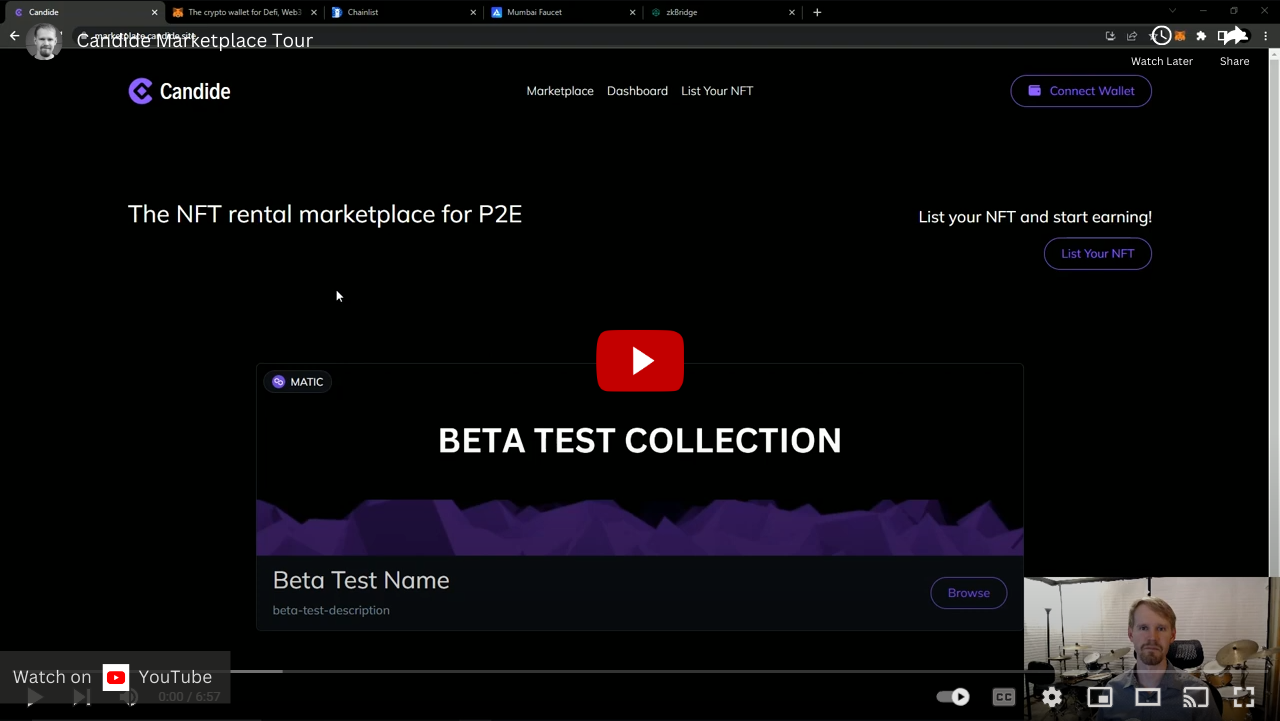 Candide
The crypto wallet for Defi, Web3
Chainlist
Mumbai Faucet
zkBridge
marketplace.candide.site
Candide Marketplace Tour
Watch Later
Share
Candide
Marketplace
Dashboard
List Your NFT
Connect Wallet
The NFT rental marketplace for P2E
List your NFT and start earning!
List Your NFT
MATIC
BETA TEST COLLECTION
Beta Test Name
beta-test-description
Browse
Watch on YouTube
0:00 / 6:57
CC